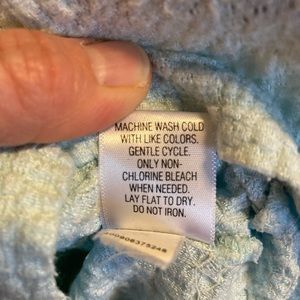 MACHINE WASH COLD
WITH LIKE COLORS.
GENTLE CYCLE.
ONLY NON-
CHLORINE BLEACH
WHEN NEEDED.
LAY FLAT TO DRY.
DO NOT IRON.